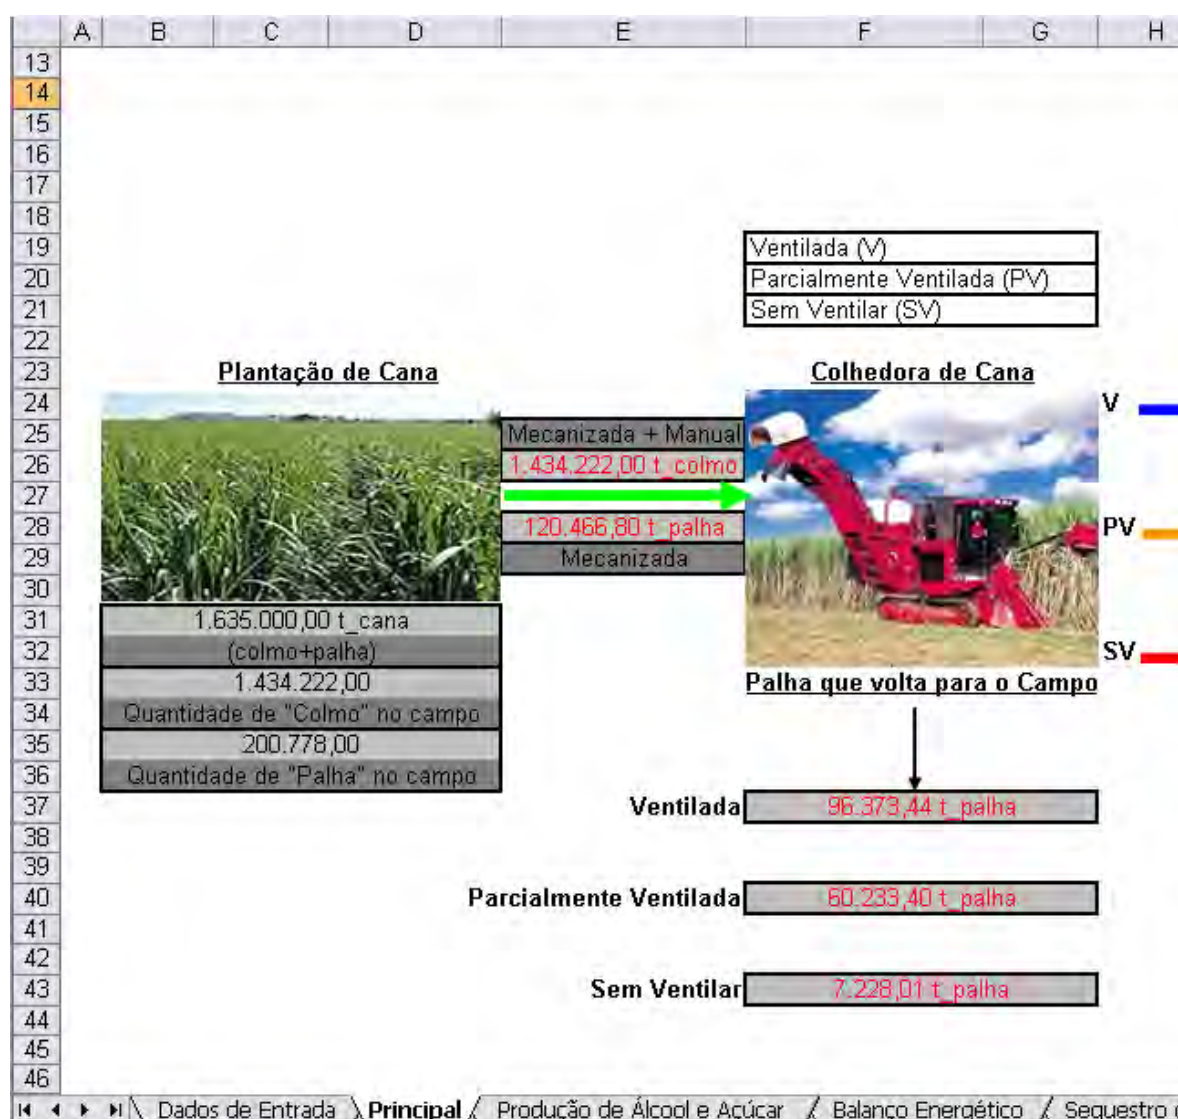 A B C D E F G H
13
14
15
16
17
18
19 Ventilada (V)
20 Parcialmente Ventilada (PV)
21 Sem Ventilar (SV)
22
23 Plantação de Cana Colhedora de Cana
24 V
25 Mecanizada + Manual
26 1.434.222,00 t_colmo
27
28 120.466,80 t_palha PV
29 Mecanizada
30
31 1.635.000,00 t_cana
32 (colmo+palha) SV
33 1.434.222,00 Palha que volta para o Campo
34 Quantidade de "Colmo" no campo
35 200.778,00
36 Quantidade de "Palha" no campo
37 Ventilada 96.373,44 t_palha
38
39
40 Parcialmente Ventilada 60.233,40 t_palha
41
42
43 Sem Ventilar 7.228,01 t_palha
44
45
46
Dados de Entrada Principal Produção de Álcool e Açúcar Balanço Energético Sequestro